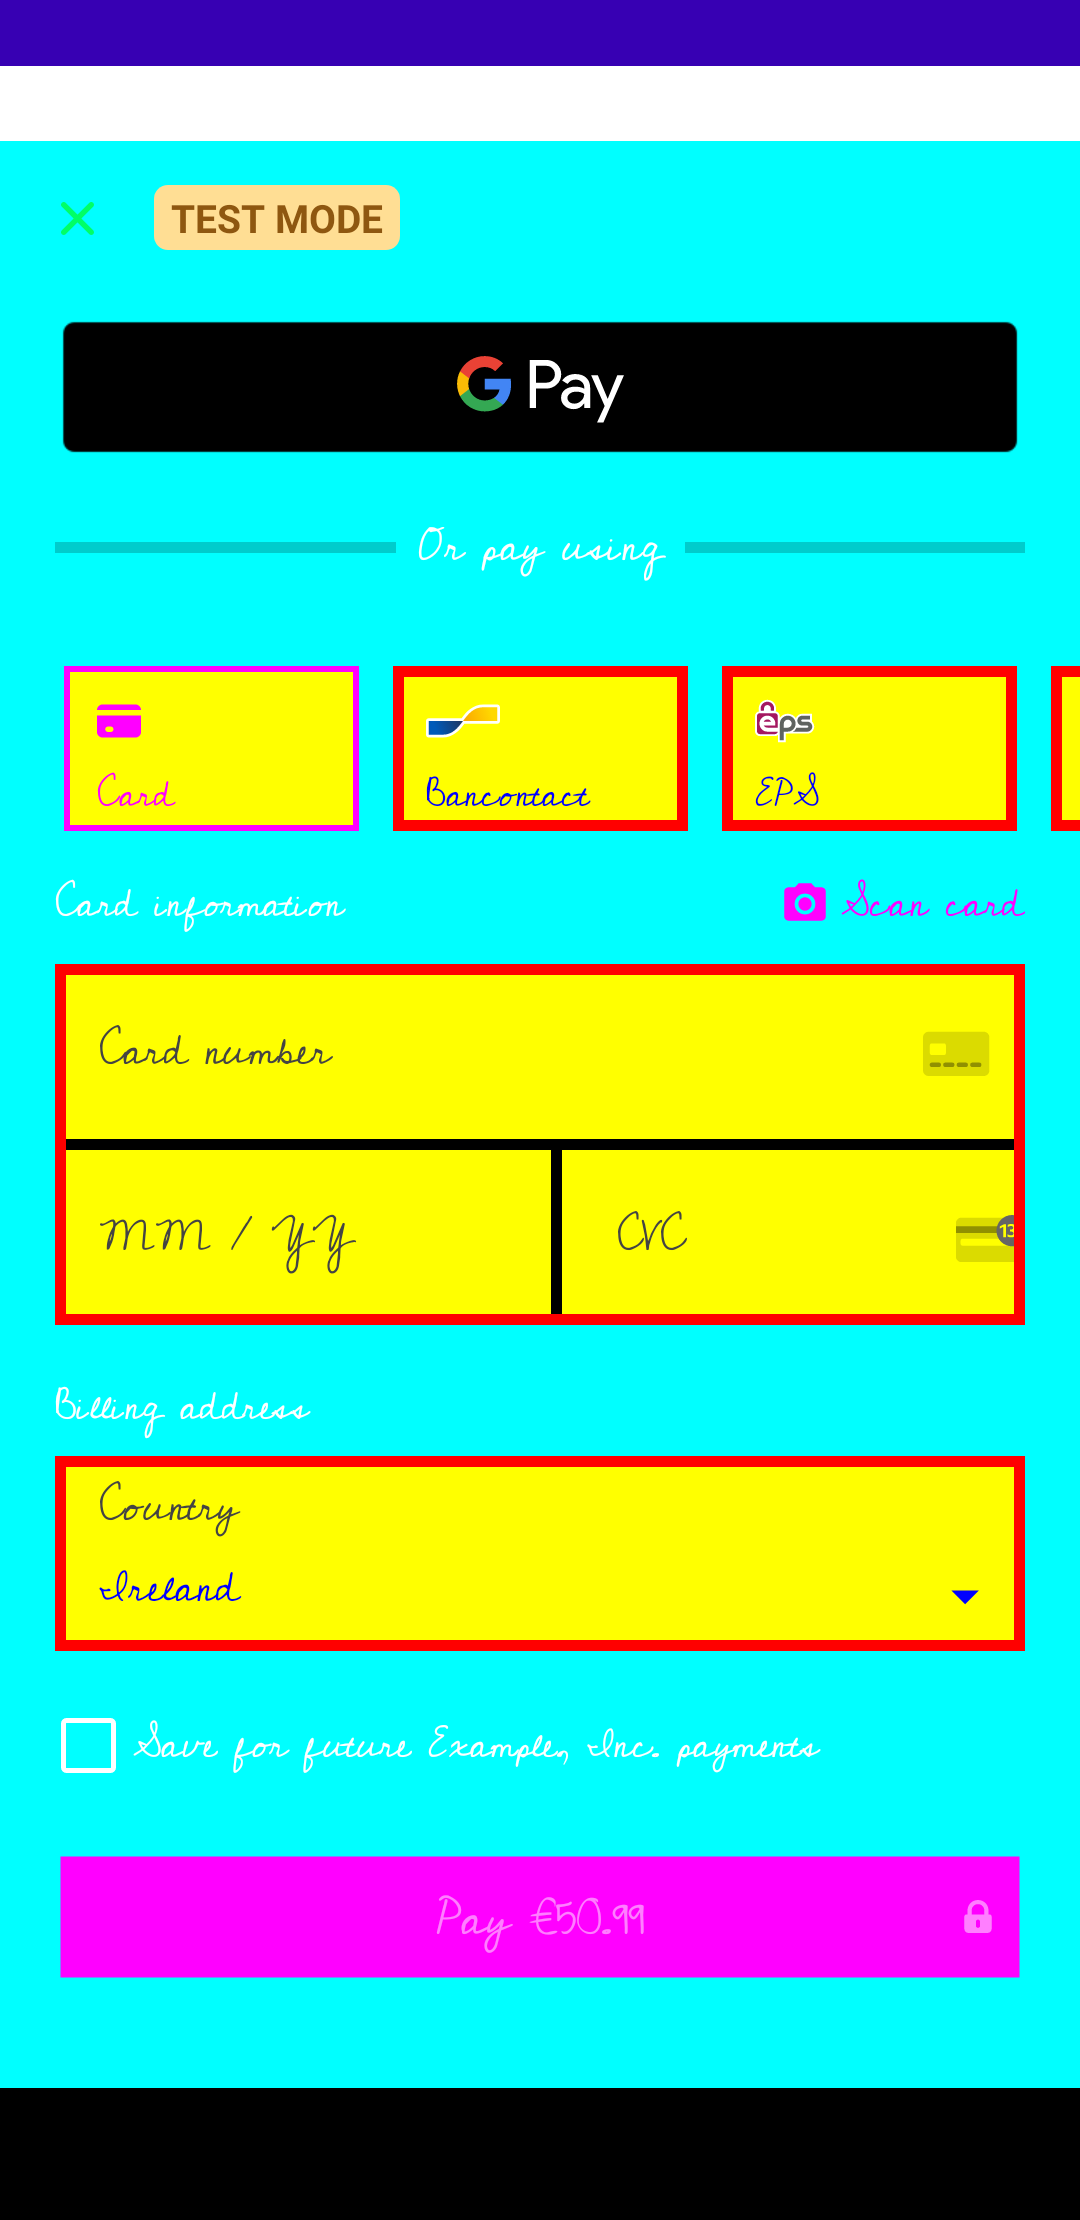 TEST MODE
G Pay
Or pay using
Card
Bancontact
eps
EPS
Card information
Scan card
Card number
MM / YY
CVC
Billing address
Country
Ireland
Save for future Example, Inc. payments
Pay €50.99